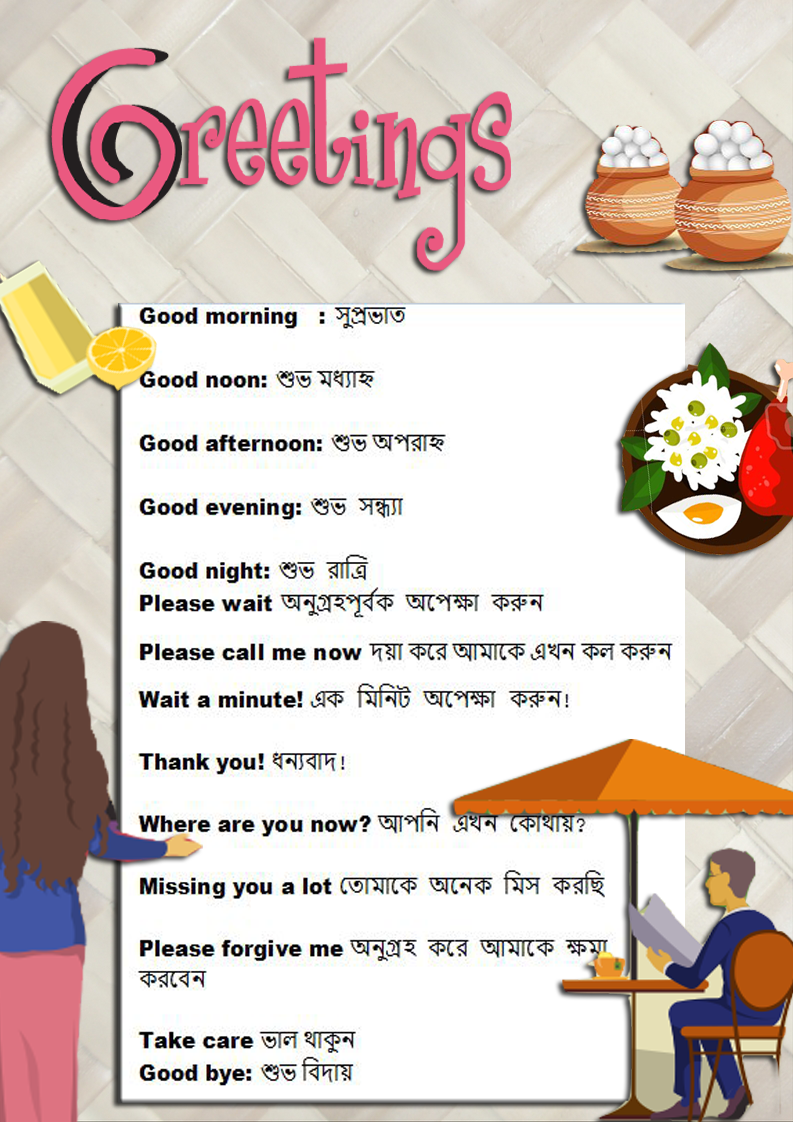 Greetings
Good morning : সুপ্রভাত
Good noon: শুভ মধ্যাহ্ন
Good afternoon: শুভ অপরাহ্ন
Good evening: শুভ সন্ধ্যা
Good night: শুভ রাত্রি
Please wait অনুগ্রহপূর্বক অপেক্ষা করুন
Please call me now দয়া করে আমাকে এখন কল করুন
Wait a minute! এক মিনিট অপেক্ষা করুন!
Thank you! ধন্যবাদ!
Where are you now? আপনি এখন কোথায়?
Missing you a lot তোমাকে অনেক মিস করছি
Please forgive me অনুগ্রহ করে আমাকে ক্ষমা
করবেন
Take care ভাল থাকুন
Good bye: শুভ বিদায়